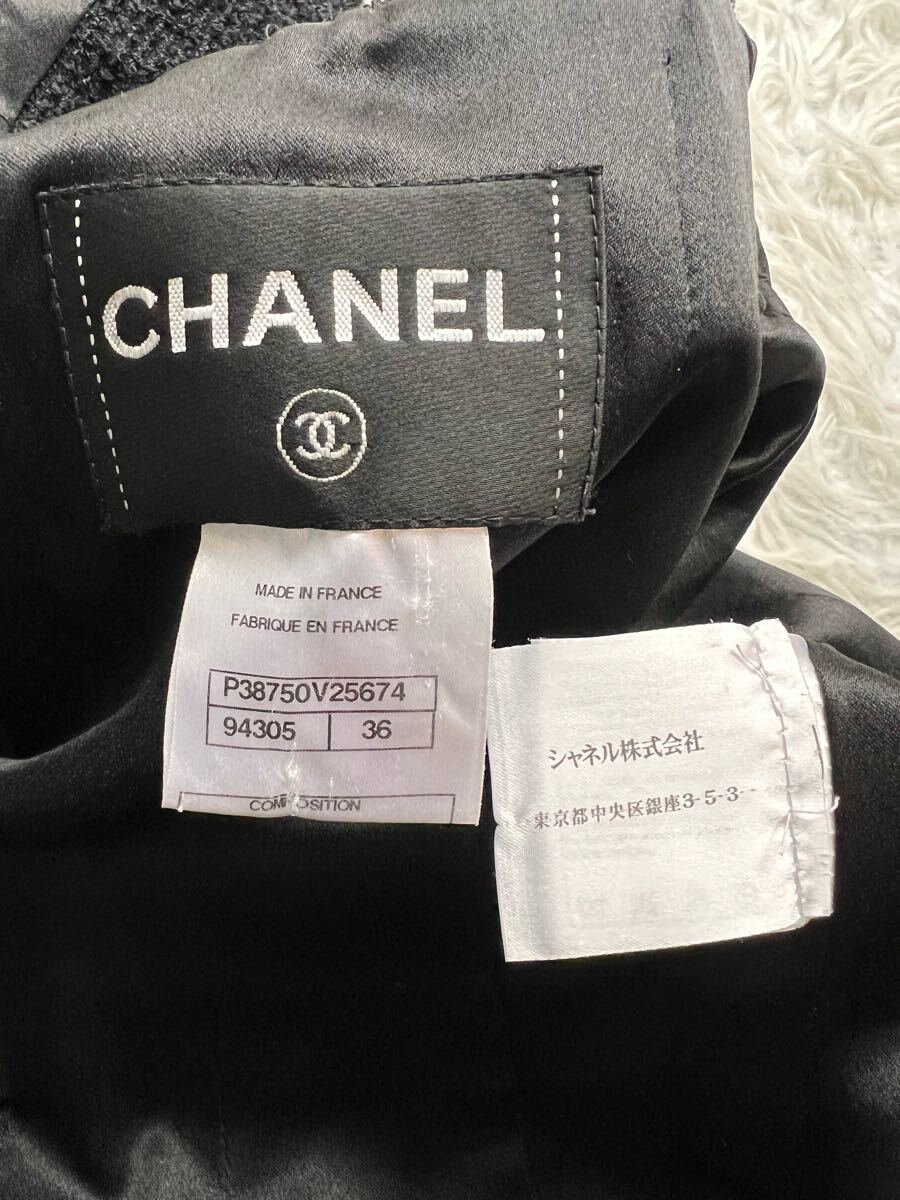 CHANEL
MADE IN FRANCE
FABRIQUE EN FRANCE
P38750V25674
94305 36
COMPOSITION
シャネル株式会社
東京都中央区銀座3-5-3